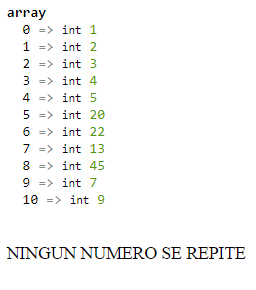 array
0 => int 1
1 => int 2
2 => int 3
3 => int 4
4 => int 5
5 => int 20
6 => int 22
7 => int 13
8 => int 45
9 => int 7
10 => int 9
NINGUN NUMERO SE REPITE